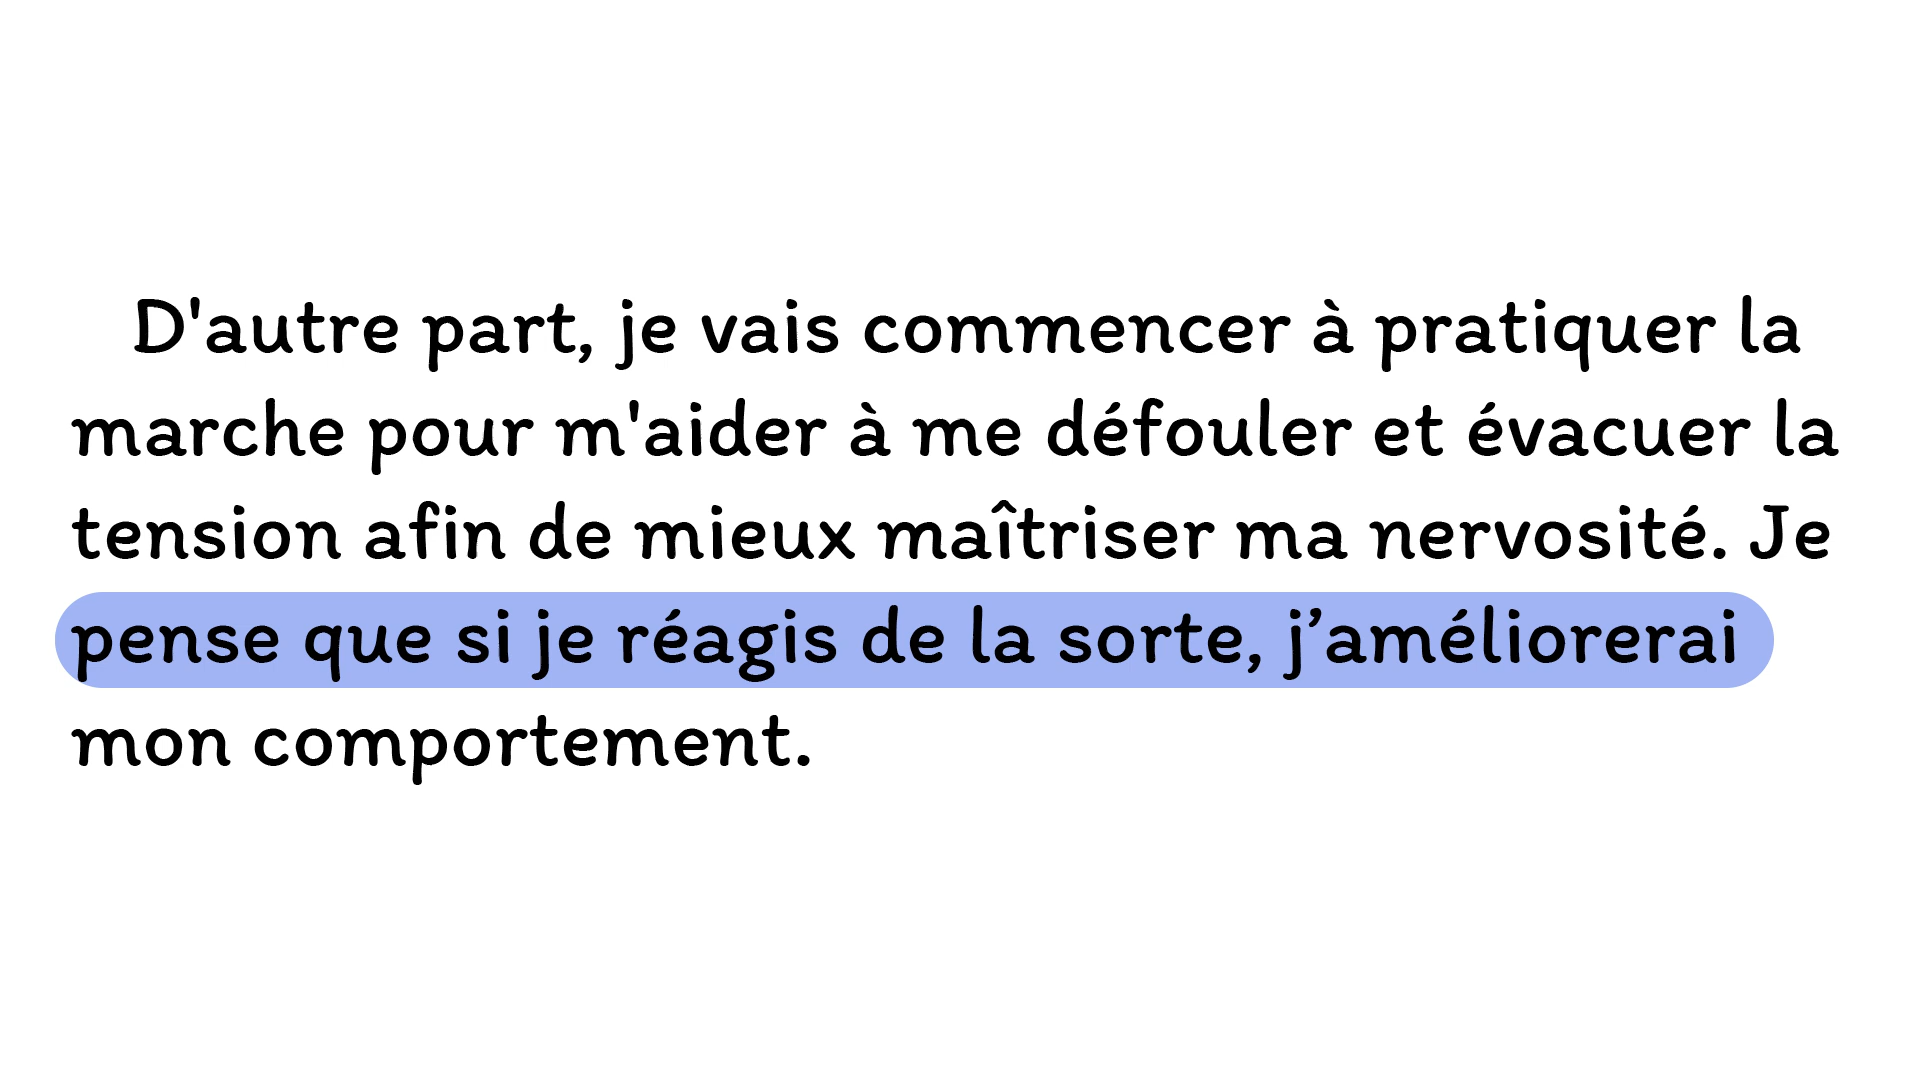 D'autre part, je vais commencer à pratiquer la
marche pour m'aider à me défouler et évacuer la
tension afin de mieux maîtriser ma nervosité. Je
pense que si je réagis de la sorte, j’améliorerai
mon comportement.